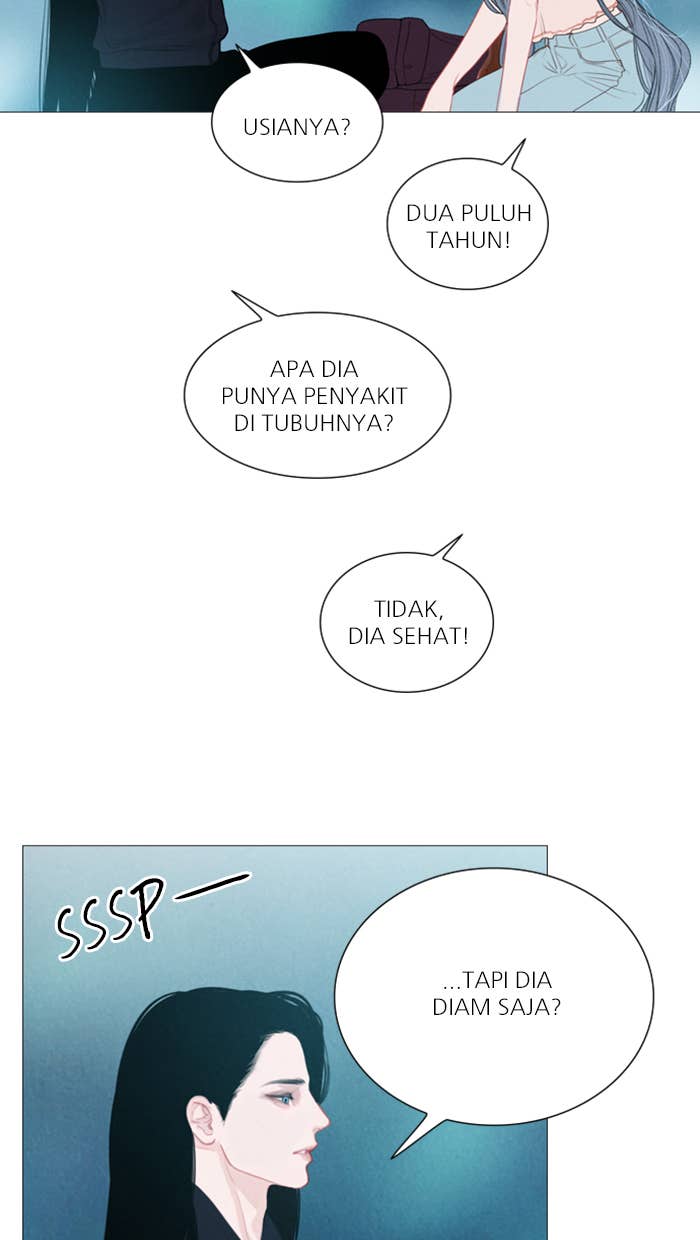 USIANYA?
DUA PULUH
TAHUN!
APA DIA
PUNYA PENYAKIT
DI TUBUHNYA?
TIDAK,
DIA SEHAT!
SSSP—
...TAPI DIA
DIAM SAJA?